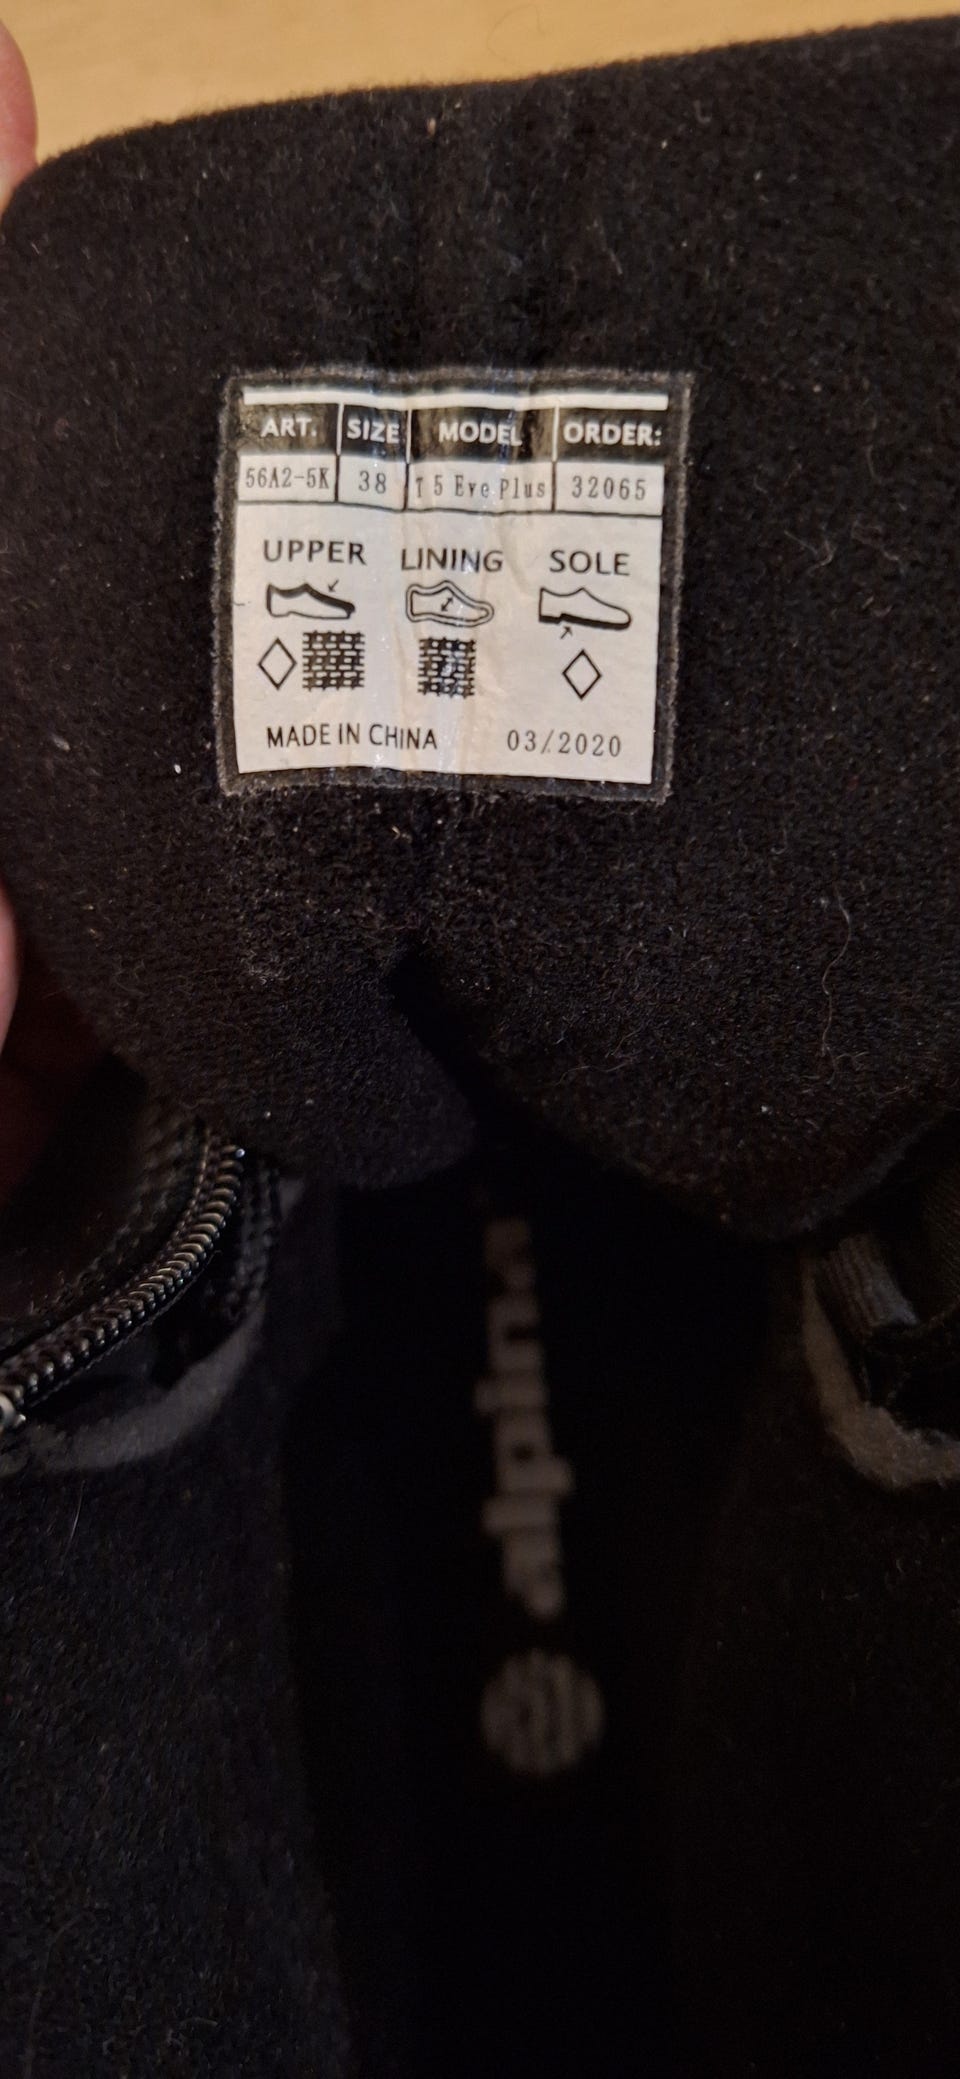 ART. SIZE MODEL ORDER:
56A2-5K 38 T 5 Eve Plus 32065
UPPER LINING SOLE
MADE IN CHINA 03/2020
alpina